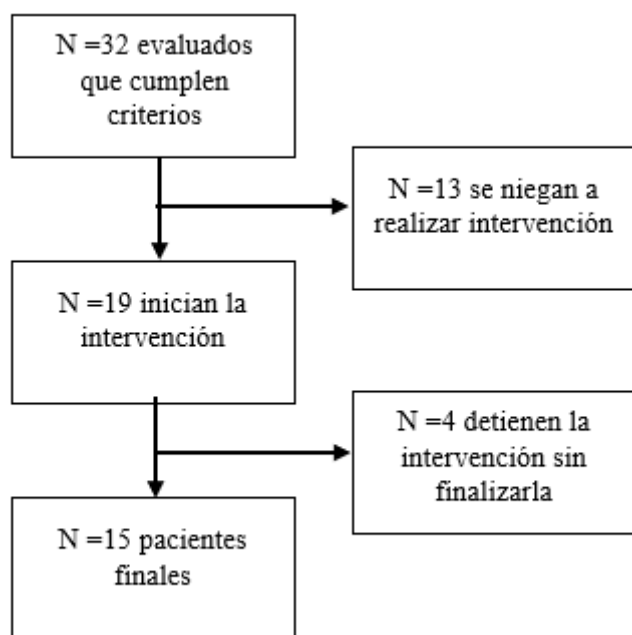 N =32 evaluados
que cumplen
criterios
N =13 se niegan a
realizar intervención
N =19 inician la
intervención
N =4 detienen la
intervención sin
finalizarla
N =15 pacientes
finales